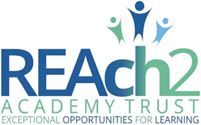 REAch2
ACADEMY TRUST
EXCEPTIONAL OPPORTUNITIES FOR LEARNING